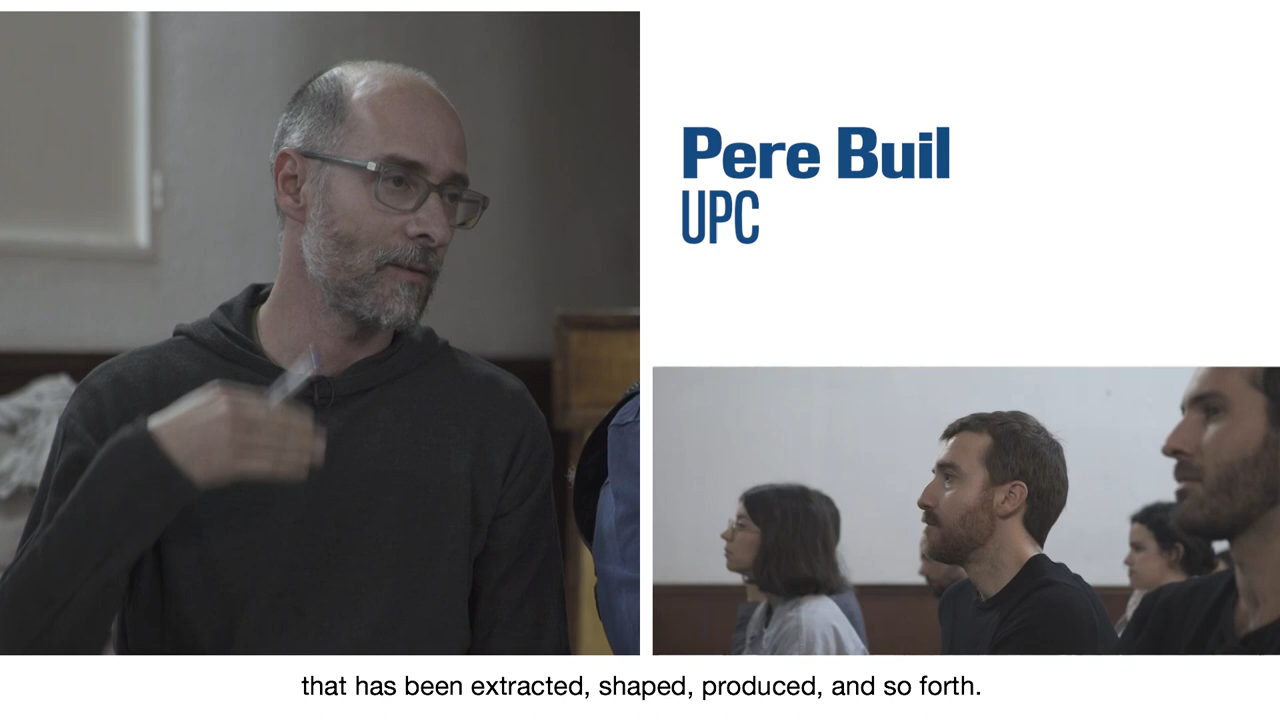 Pere Buil
UPC
that has been extracted, shaped, produced, and so forth.